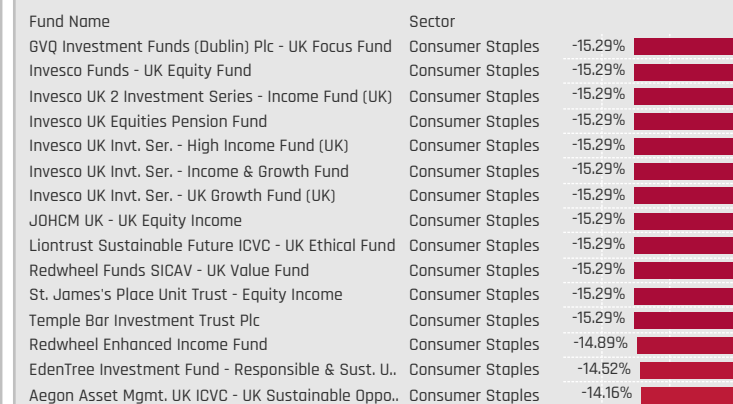 Fund Name Sector
GVQ Investment Funds (Dublin) Plc - UK Focus Fund Consumer Staples -15.29%
Invesco Funds - UK Equity Fund Consumer Staples -15.29%
Invesco UK 2 Investment Series - Income Fund (UK) Consumer Staples -15.29%
Invesco UK Equities Pension Fund Consumer Staples -15.29%
Invesco UK Invt. Ser. - High Income Fund (UK) Consumer Staples -15.29%
Invesco UK Invt. Ser. - Income & Growth Fund Consumer Staples -15.29%
Invesco UK Invt. Ser. - UK Growth Fund (UK) Consumer Staples -15.29%
JOHCM UK - UK Equity Income Consumer Staples -15.29%
Liontrust Sustainable Future ICVC - UK Ethical Fund Consumer Staples -15.29%
Redwheel Funds SICAV - UK Value Fund Consumer Staples -15.29%
St. James's Place Unit Trust - Equity Income Consumer Staples -15.29%
Temple Bar Investment Trust Plc Consumer Staples -15.29%
Redwheel Enhanced Income Fund Consumer Staples -14.89%
EdenTree Investment Fund - Responsible & Sust. U.. Consumer Staples -14.52%
Aegon Asset Mgmt. UK ICVC - UK Sustainable Oppo.. Consumer Staples -14.16%